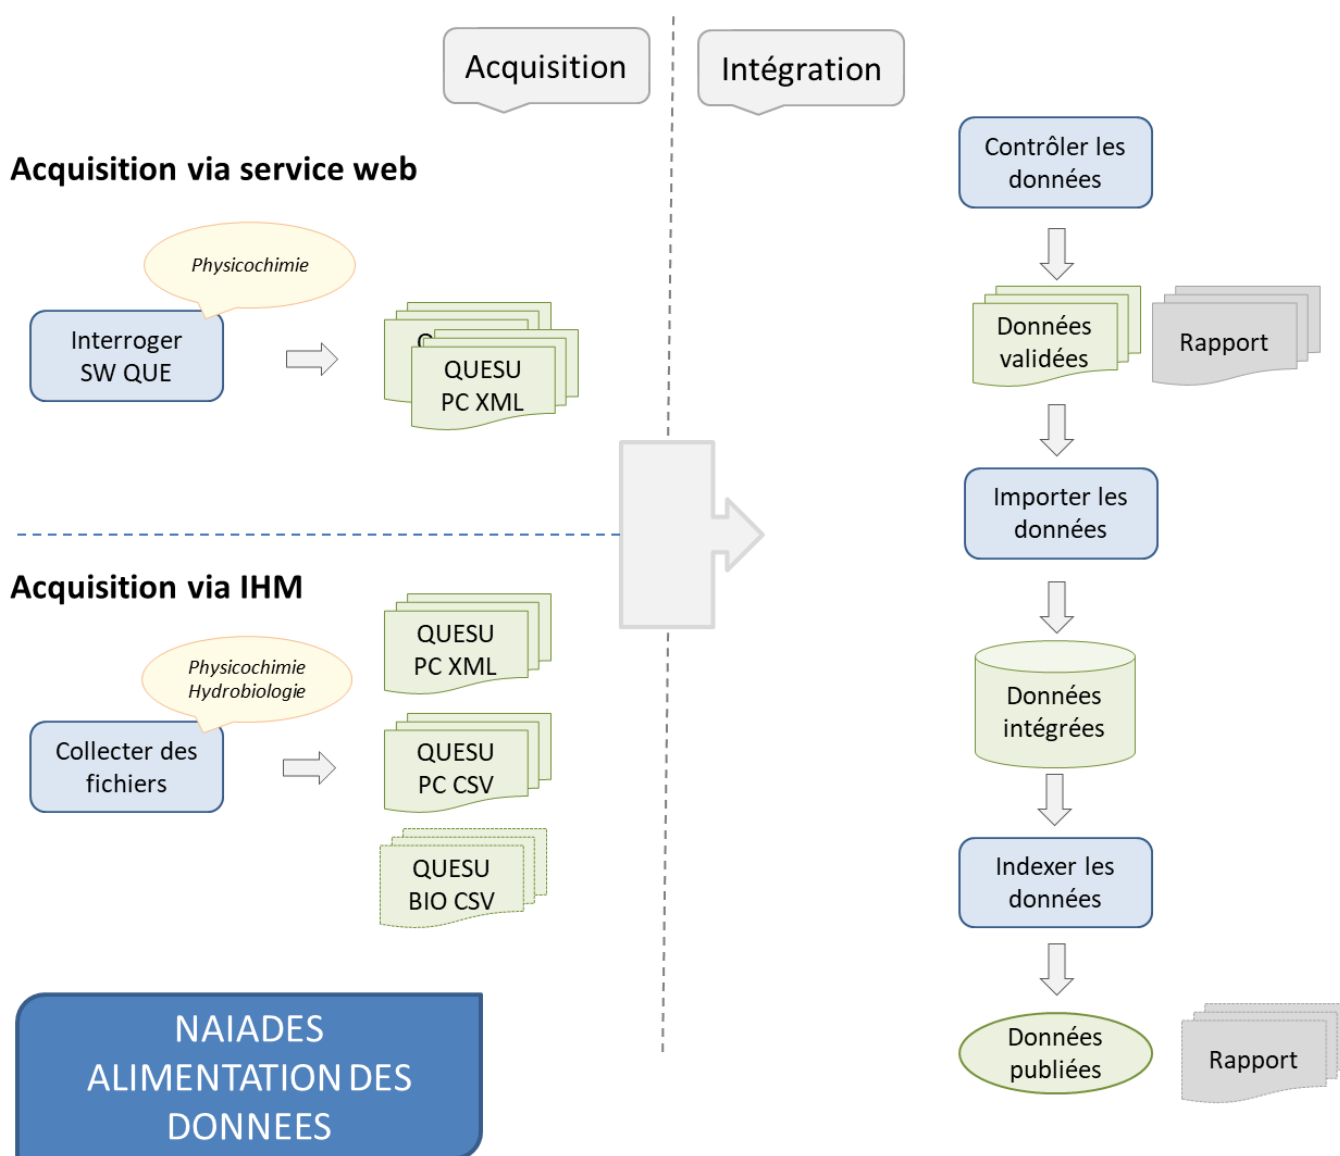 Acquisition
Intégration
Acquisition via service web
Physicochimie
Interroger
SW QUE
QUESU
PC XML
Acquisition via IHM
Physicochimie
Hydrobiologie
Collecter des
fichiers
QUESU
PC XML
QUESU
PC CSV
QUESU
BIO CSV
NAIADES
ALIMENTATION DES
DONNEES
Contrôler les
données
Données
validées
Rapport
Importer les
données
Données
intégrées
Indexer les
données
Données
publiées
Rapport